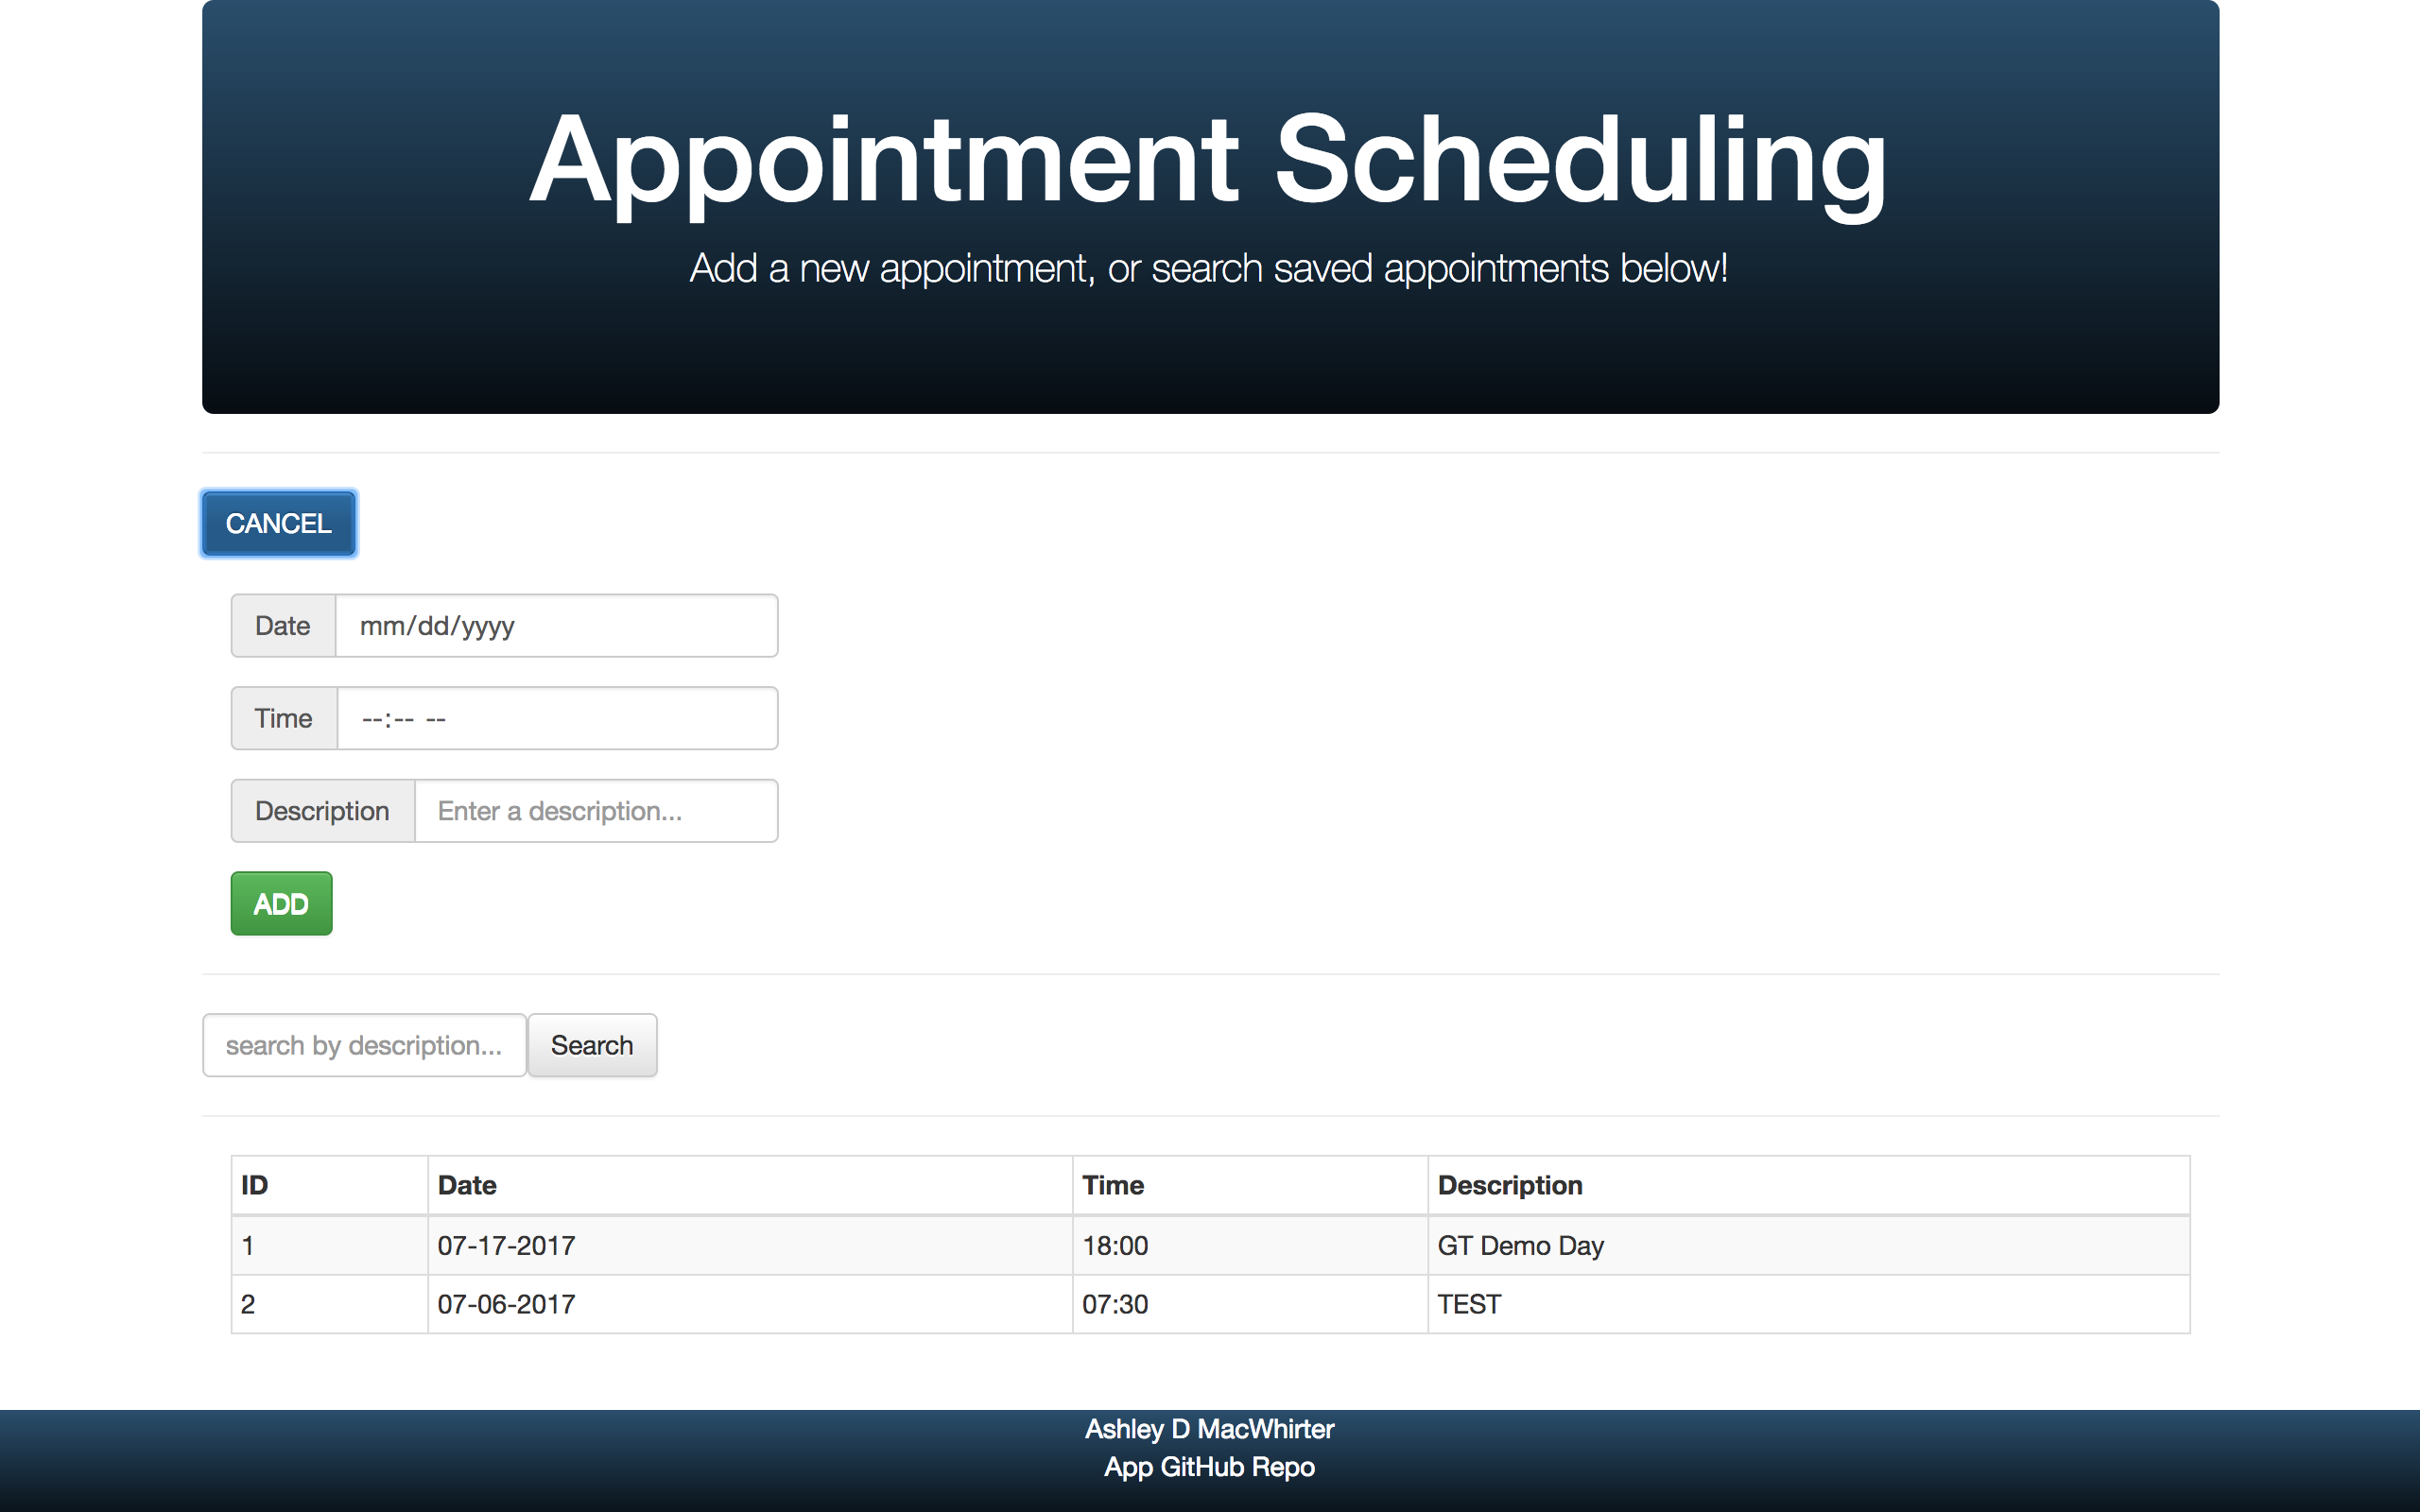 Appointment Scheduling
Add a new appointment, or search saved appointments below!
CANCEL
Date mm/dd/yyyy
Time --:-- --
Description Enter a description...
ADD
search by description... Search
ID Date Time Description
1 07-17-2017 18:00 GT Demo Day
2 07-06-2017 07:30 TEST
Ashley D MacWhirter
App GitHub Repo